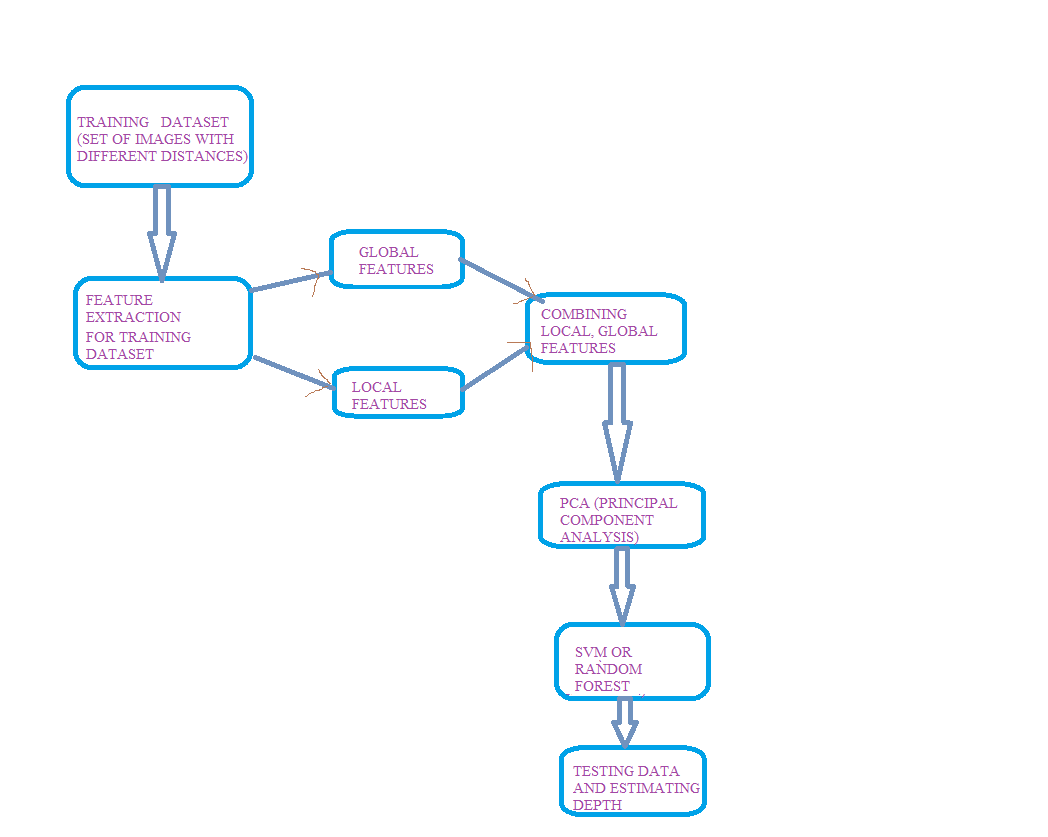 TRAINING DATASET
(SET OF IMAGES WITH
DIFFERENT DISTANCES)
FEATURE
EXTRACTION
FOR TRAINING
DATASET
GLOBAL
FEATURES
LOCAL
FEATURES
COMBINING
LOCAL, GLOBAL
FEATURES
PCA (PRINCIPAL
COMPONENT
ANALYSIS)
SVM OR
RANDOM
FOREST
TESTING DATA
AND ESTIMATING
DEPTH